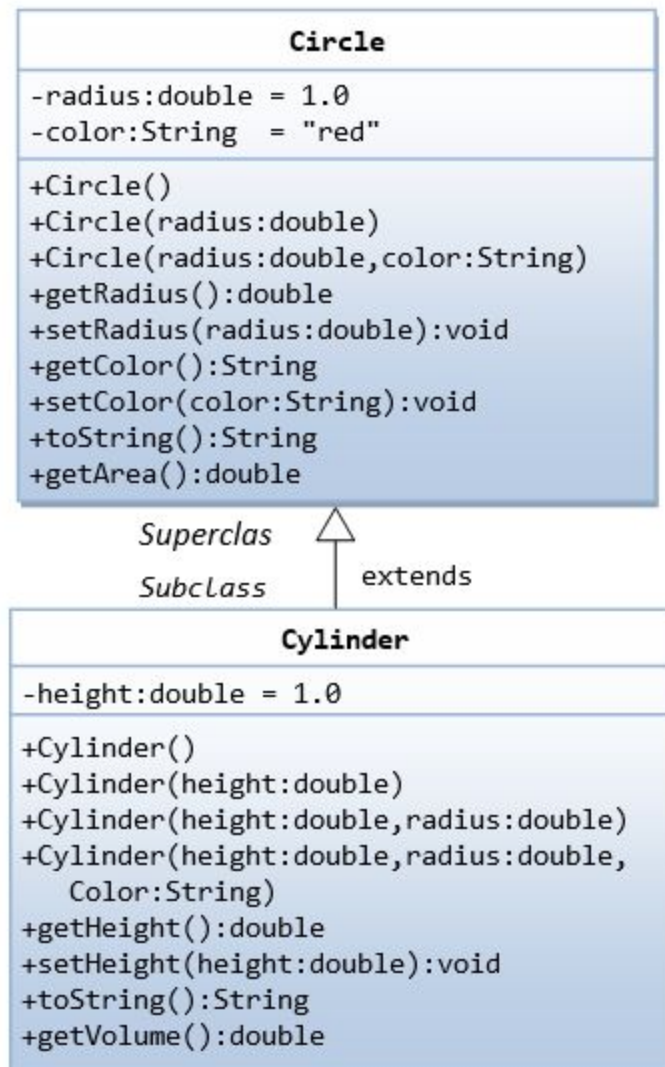 Circle
-radius:double = 1.0
-color:String  = "red"
+Circle()
+Circle(radius:double)
+Circle(radius:double,color:String)
+getRadius():double
+setRadius(radius:double):void
+getColor():String
+setColor(color:String):void
+toString():String
+getArea():double
Superclas
Subclass
extends
Cylinder
-height:double = 1.0
+Cylinder()
+Cylinder(height:double)
+Cylinder(height:double,radius:double)
+Cylinder(height:double,radius:double,
Color:String)
+getHeight():double
+setHeight(height:double):void
+toString():String
+getVolume():double